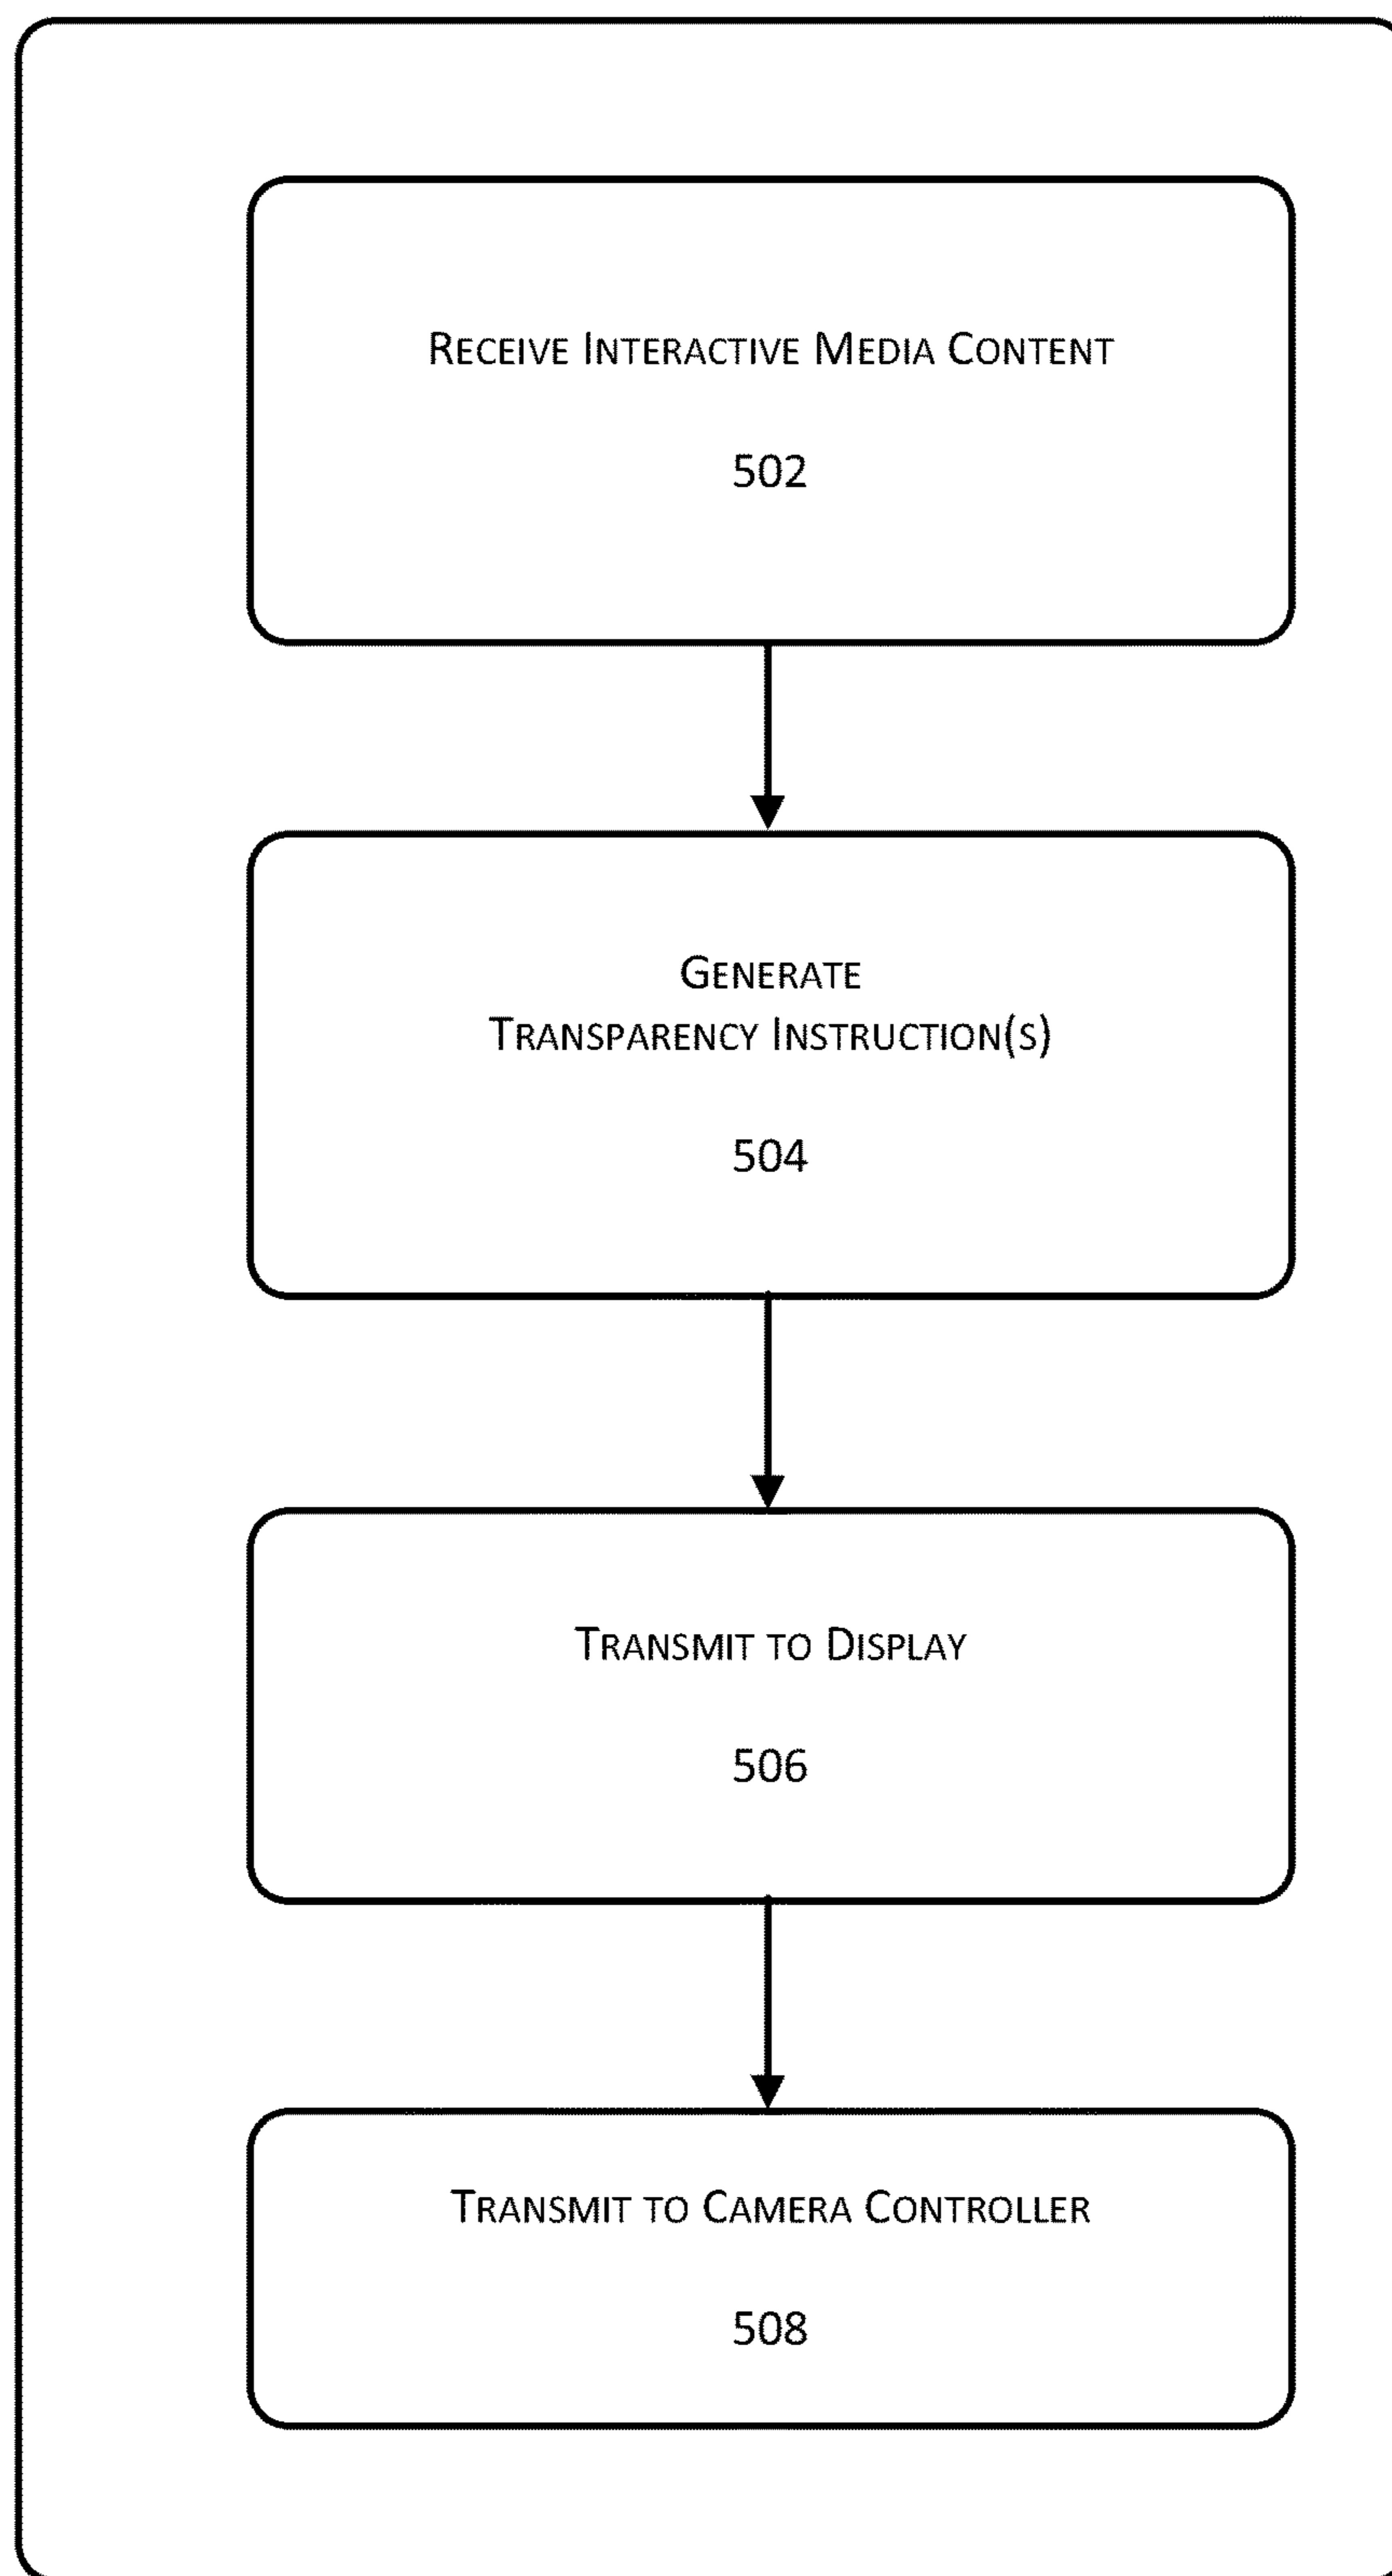 RECEIVE INTERACTIVE MEDIA CONTENT
502
GENERATE
TRANSPARENCY INSTRUCTION(S)
504
TRANSMIT TO DISPLAY
506
TRANSMIT TO CAMERA CONTROLLER
508